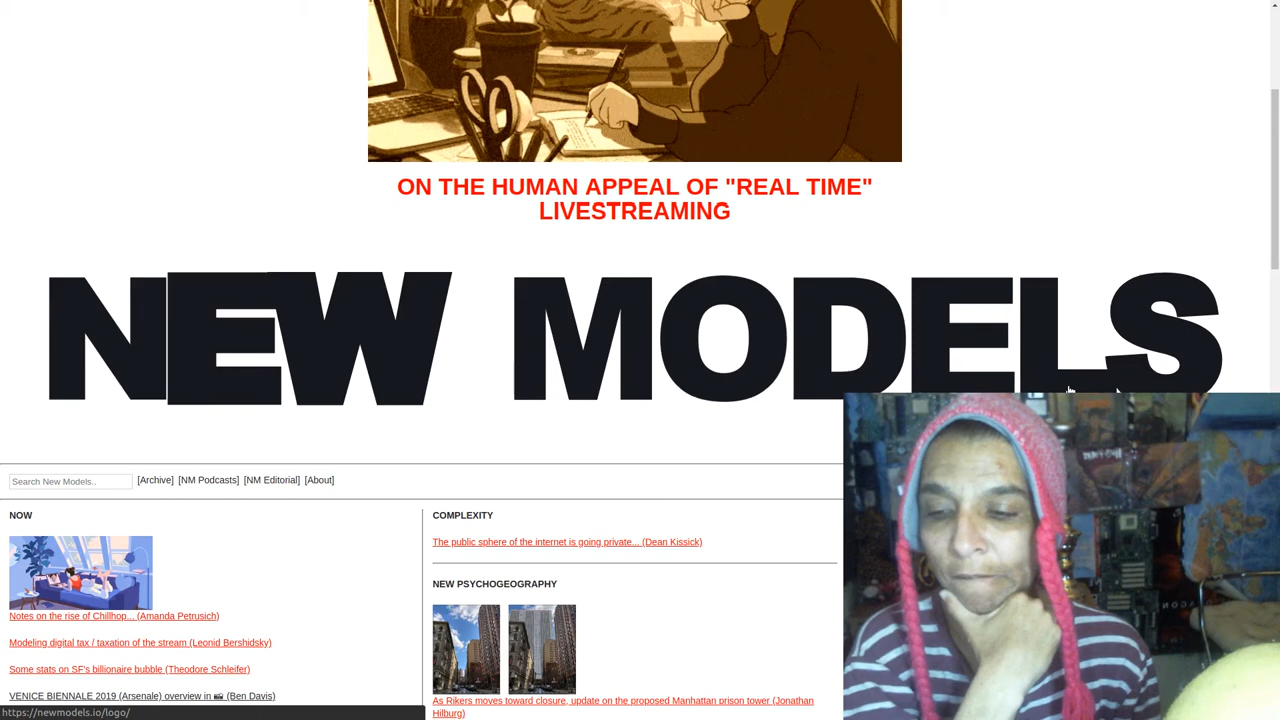 ON THE HUMAN APPEAL OF "REAL TIME"
LIVESTREAMING
NEW MODELS
Search New Models..
[Archive] [NM Podcasts] [NM Editorial] [About]
NOW
Notes on the rise of Chillhop... (Amanda Petrusich)
Modeling digital tax / taxation of the stream (Leonid Bershidsky)
Some stats on SF's billionaire bubble (Theodore Schleifer)
VENICE BIENNALE 2019 (Arsenale) overview in 📸 (Ben Davis)
COMPLEXITY
The public sphere of the internet is going private... (Dean Kissick)
NEW PSYCHOGEOGRAPHY
As Rikers moves toward closure, update on the proposed Manhattan prison tower (Jonathan
Hilburg)
https://newmodels.io/logo/